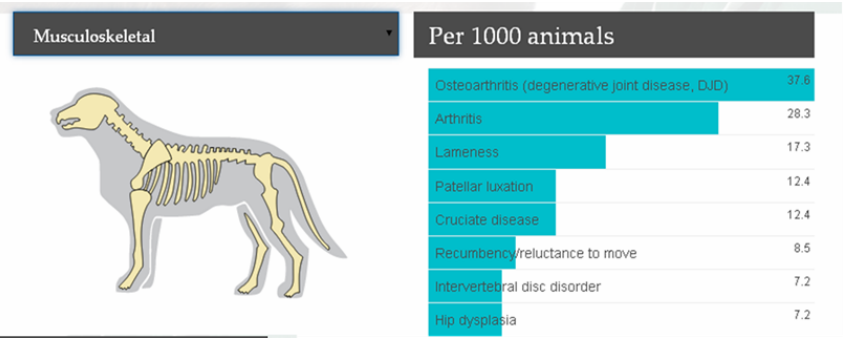 Musculoskeletal
Per 1000 animals
Osteoarthritis (degenerative joint disease, DJD) 37.6
Arthritis 28.3
Lameness 17.3
Patellar luxation 12.4
Cruciate disease 12.4
Recumbency/reluctance to move 8.5
Intervertebral disc disorder 7.2
Hip dysplasia 7.2